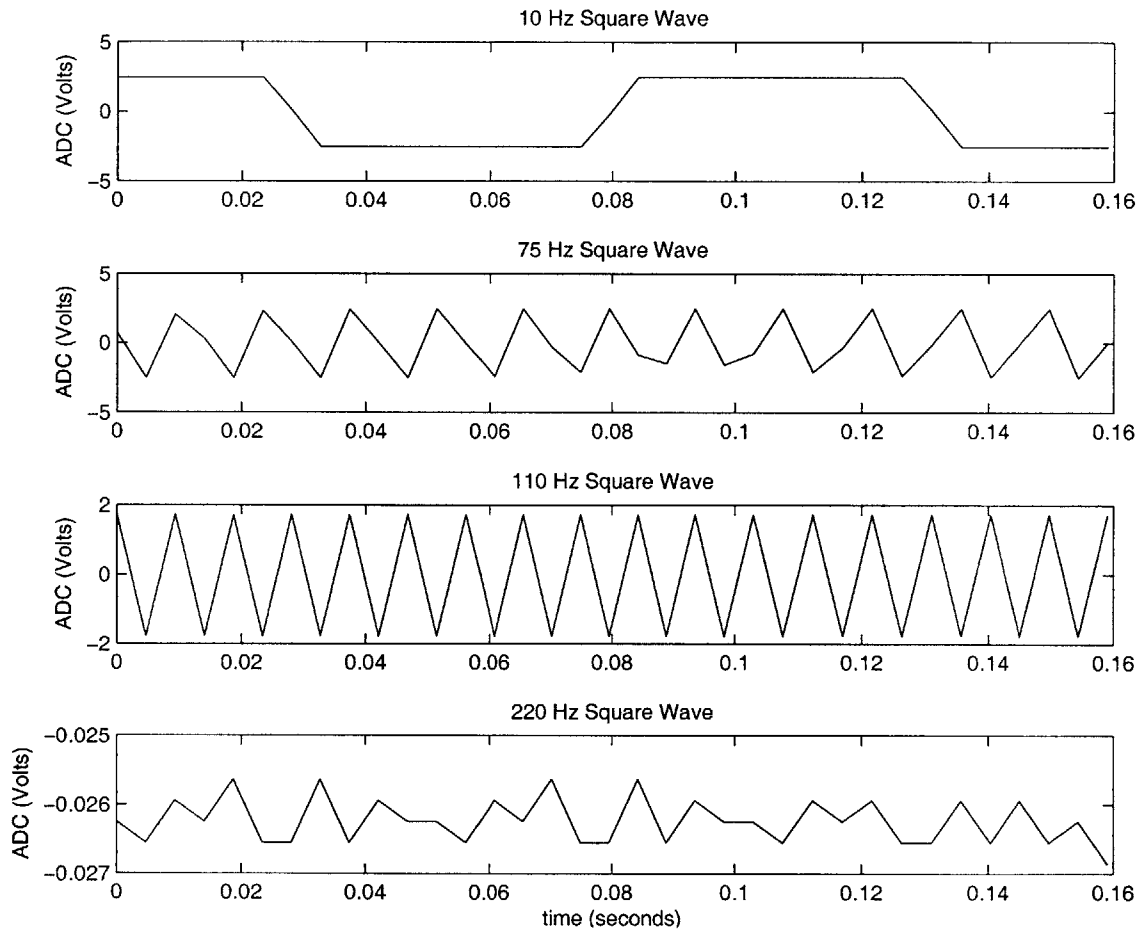 10 Hz Square Wave
5
0
−5
ADC (Volts)
0 0.02 0.04 0.06 0.08 0.1 0.12 0.14 0.16
75 Hz Square Wave
5
0
−5
ADC (Volts)
0 0.02 0.04 0.06 0.08 0.1 0.12 0.14 0.16
110 Hz Square Wave
2
0
−2
ADC (Volts)
0 0.02 0.04 0.06 0.08 0.1 0.12 0.14 0.16
220 Hz Square Wave
−0.025
−0.026
−0.027
ADC (Volts)
0 0.02 0.04 0.06 0.08 0.1 0.12 0.14 0.16
time (seconds)